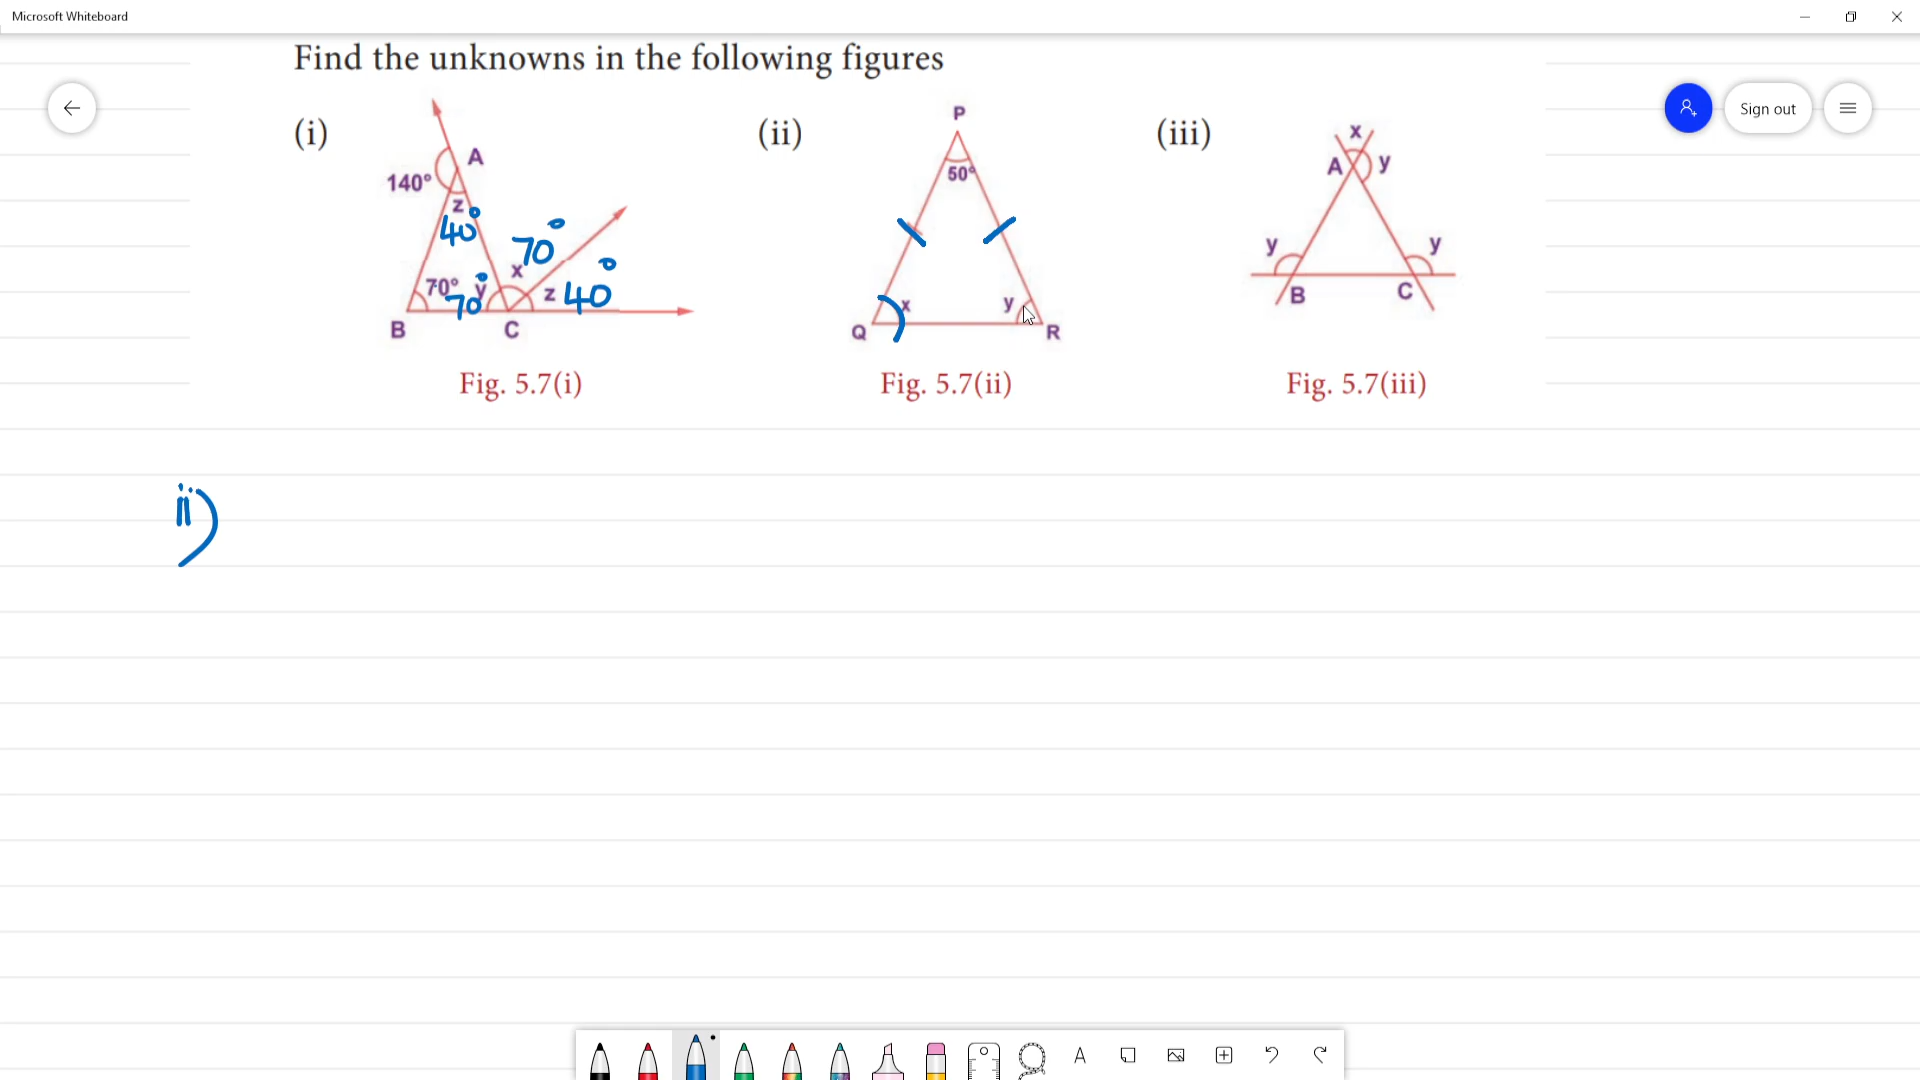 Microsoft Whiteboard
Find the unknowns in the following figures
Sign out
(i)
A
140°
z
40°
70°
x
70°
y
70°
z
40°
B
C
Fig. 5.7(i)
(ii)
P
50°
x
y
Q
R
Fig. 5.7(ii)
(iii)
x
A
y
y
y
B
C
Fig. 5.7(iii)
ii)
A